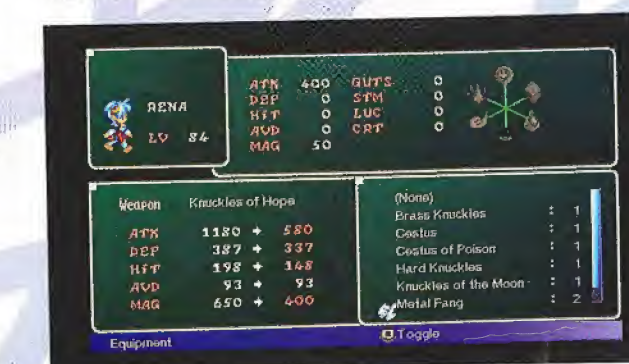 RENA
LV 84
ATK 400 GUTS 0
DEF 0 STM 0
HIT 0 LUC 0
AVD 0 CRT 0
MAG 50
Weapon Knuckles of Hope
ATK 1180 → 580
DEF 387 → 337
HIT 198 → 148
AVD 93 → 93
MAG 650 → 400
(None)
Brass Knuckles : 1
Cestus : 1
Cestus of Poison : 1
Hard Knuckles : 1
Knuckles of the Moon : 1
Metal Fang : 2
Equipment
Toggle